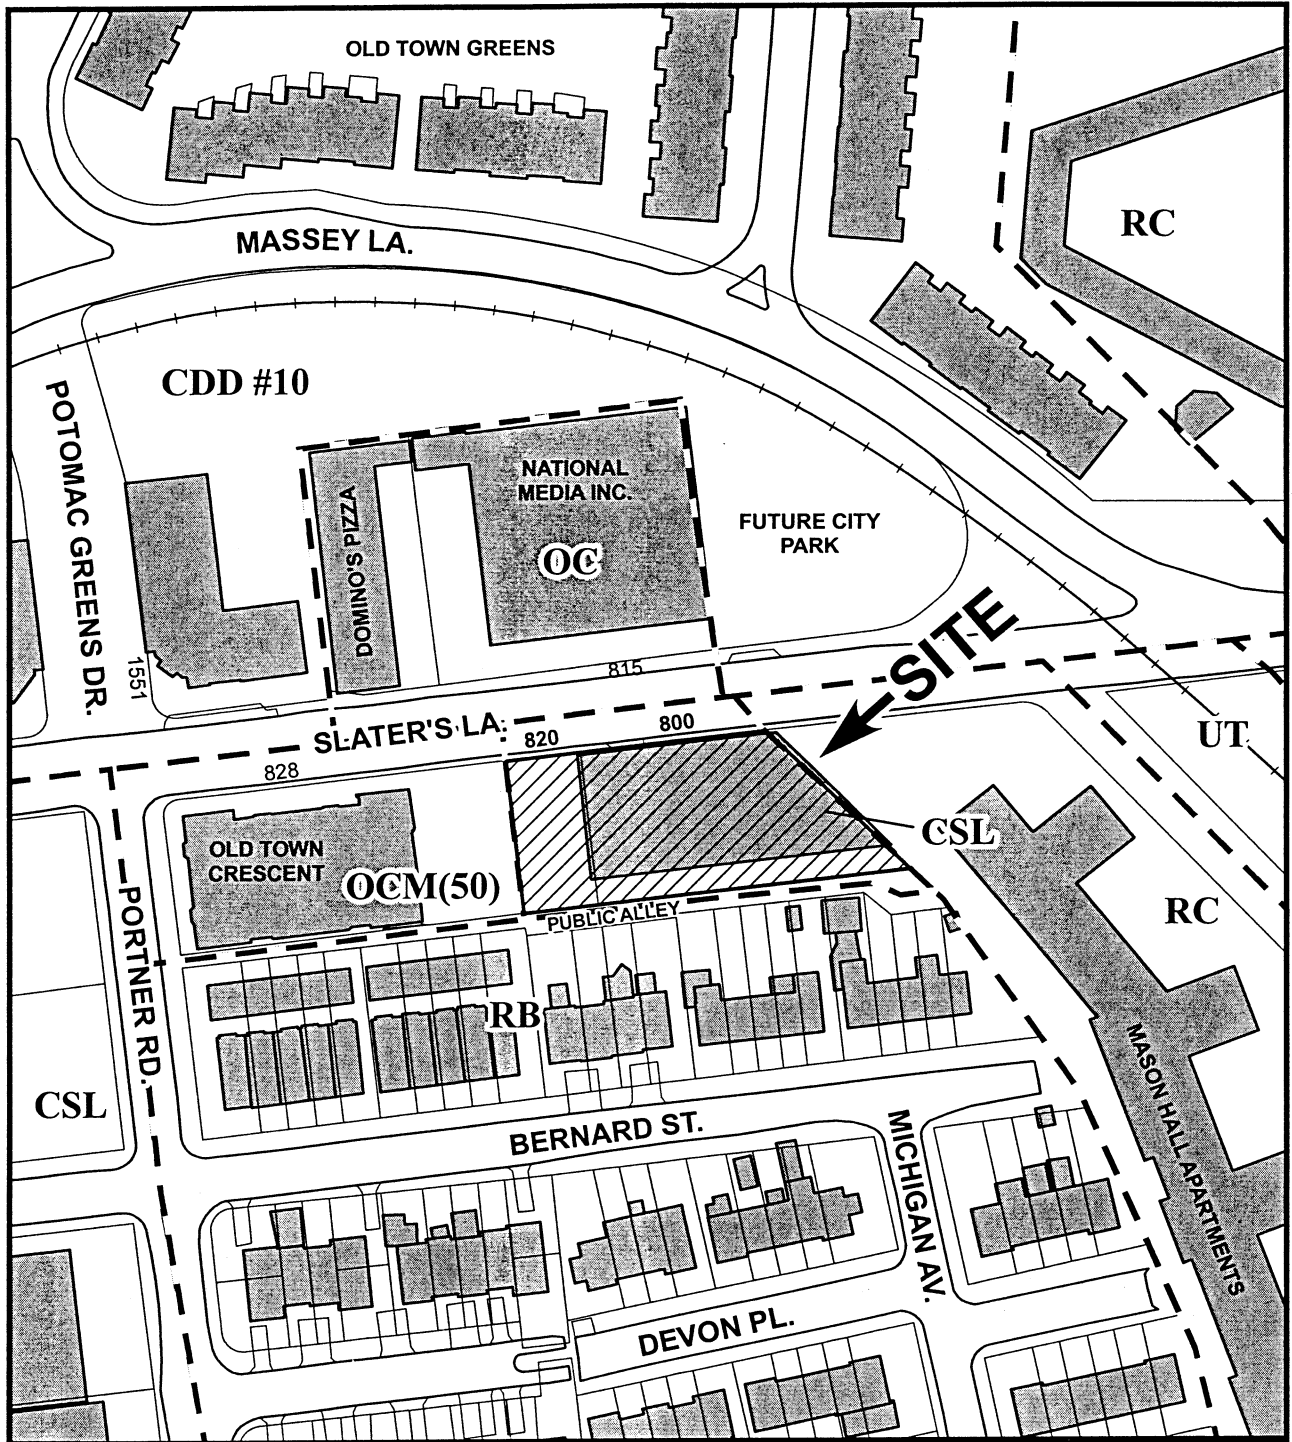 OLD TOWN GREENS
MASSEY LA.
RC
CDD #10
POTOMAC GREENS DR.
NATIONAL
MEDIA INC.
DOMINO'S PIZZA
OC
FUTURE CITY
PARK
SITE
1551
815
SLATER'S LA.
820
800
UT
828
CSL
OLD TOWN
CRESCENT
OCM(50)
PUBLIC ALLEY
RC
PORTNER RD.
RB
CSL
BERNARD ST.
MICHIGAN AV.
MASON HALL APARTMENTS
DEVON PL.